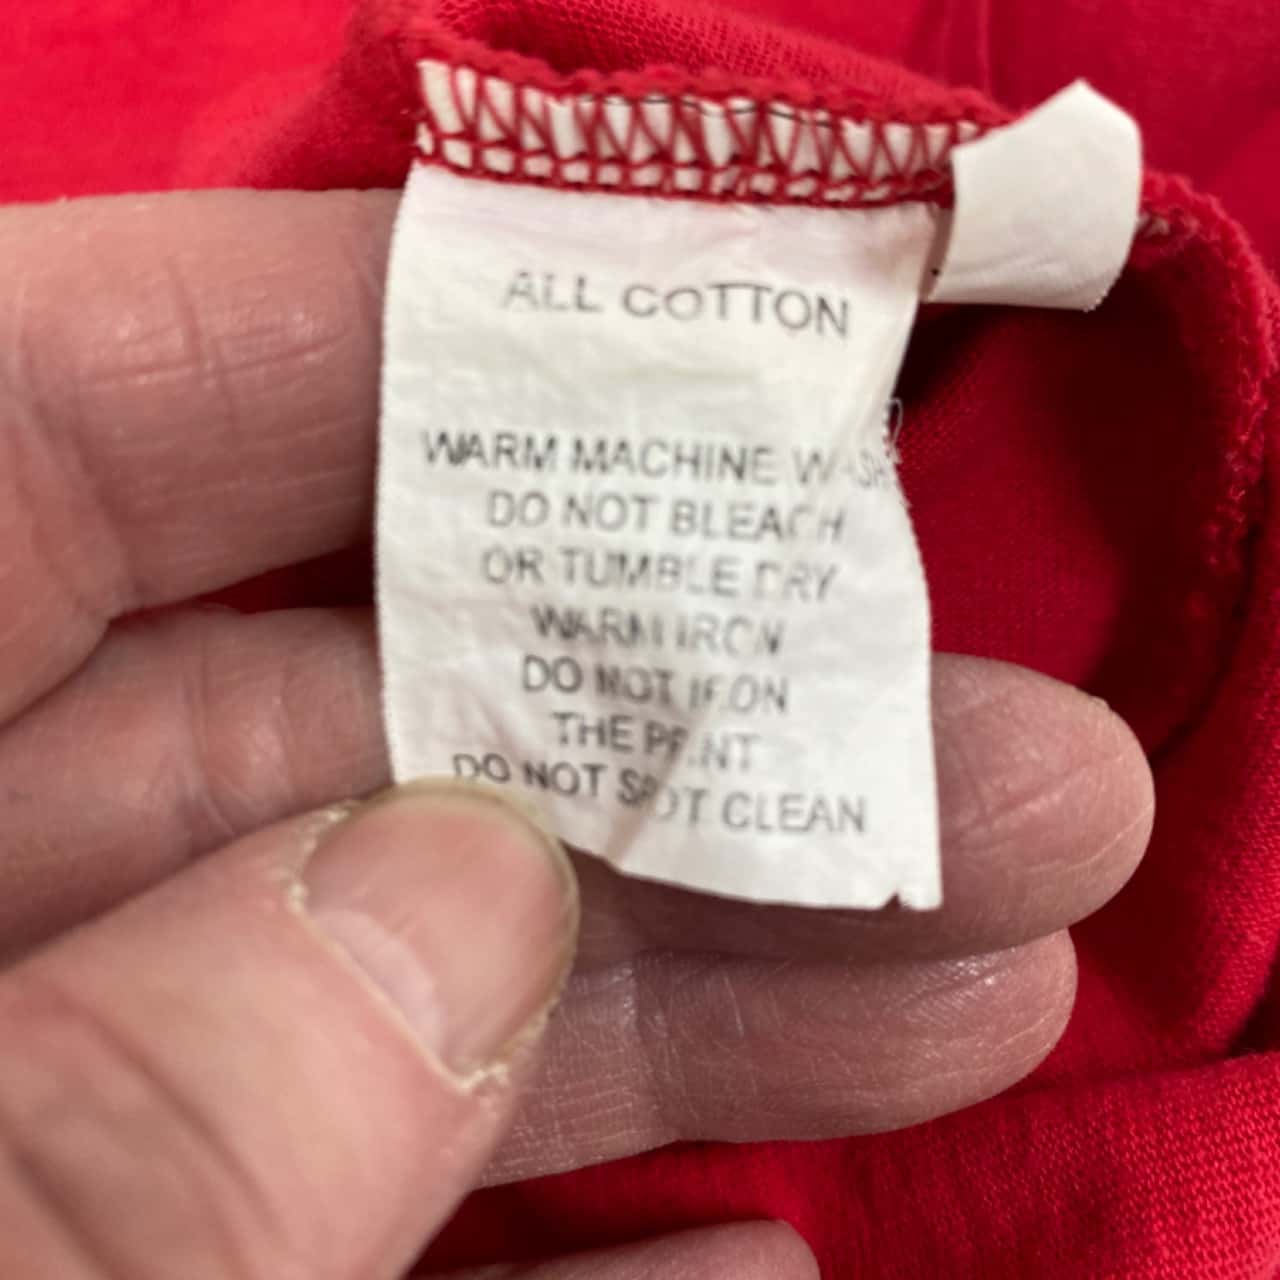 ALL COTTON
WARM MACHINE WASH
DO NOT BLEACH
OR TUMBLE DRY
WARM IRON
DO NOT IRON
THE PRINT
DO NOT SPOT CLEAN